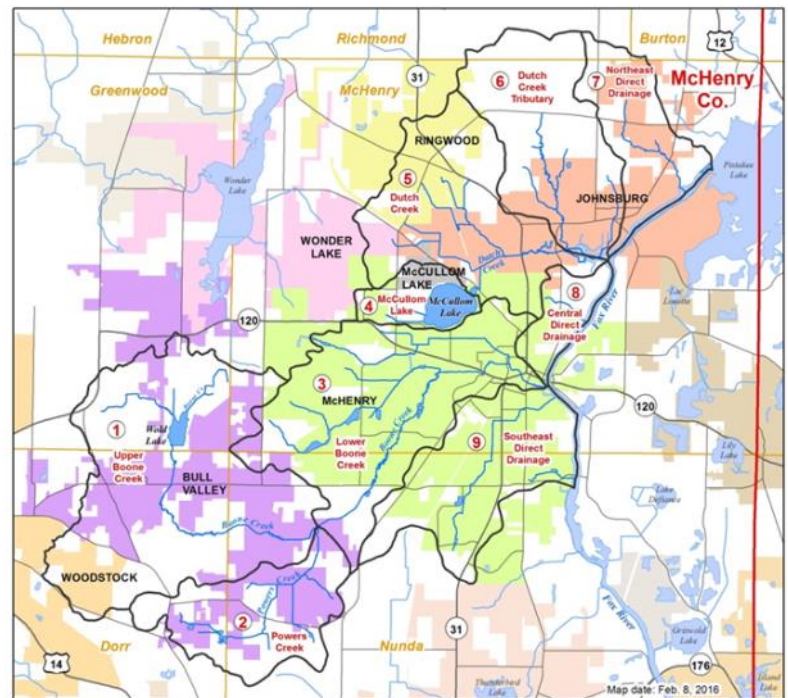 Hebron
Richmond
Burton
12
Greenwood
31
McHenry
6
Dutch
Creek
Tributary
7
Northeast
Direct
Drainage
McHenry
Co.
RINGWOOD
Wonder
Lake
5
Dutch
Creek
Pistakee
Lake
JOHNSBURG
WONDER
LAKE
Dutch
Creek
McCULLOM
LAKE
4
McCullom
Lake
McCullom
Lake
8
Central
Direct
Drainage
Fox River
120
3
McHENRY
120
1
Upper
Boone
Creek
Wold
Lake
Lower
Boone
Creek
Boone Creek
9
Southeast
Direct
Drainage
Lily
Lake
BULL
VALLEY
Lake
Defiance
Boone Creek
WOODSTOCK
Powers Creek
2
Powers
Creek
Fox River
Dorr
Nunda
31
Griswold
Lake
14
176
Thunderbird
Lake
Island
Lake
Map date: Feb. 8, 2016